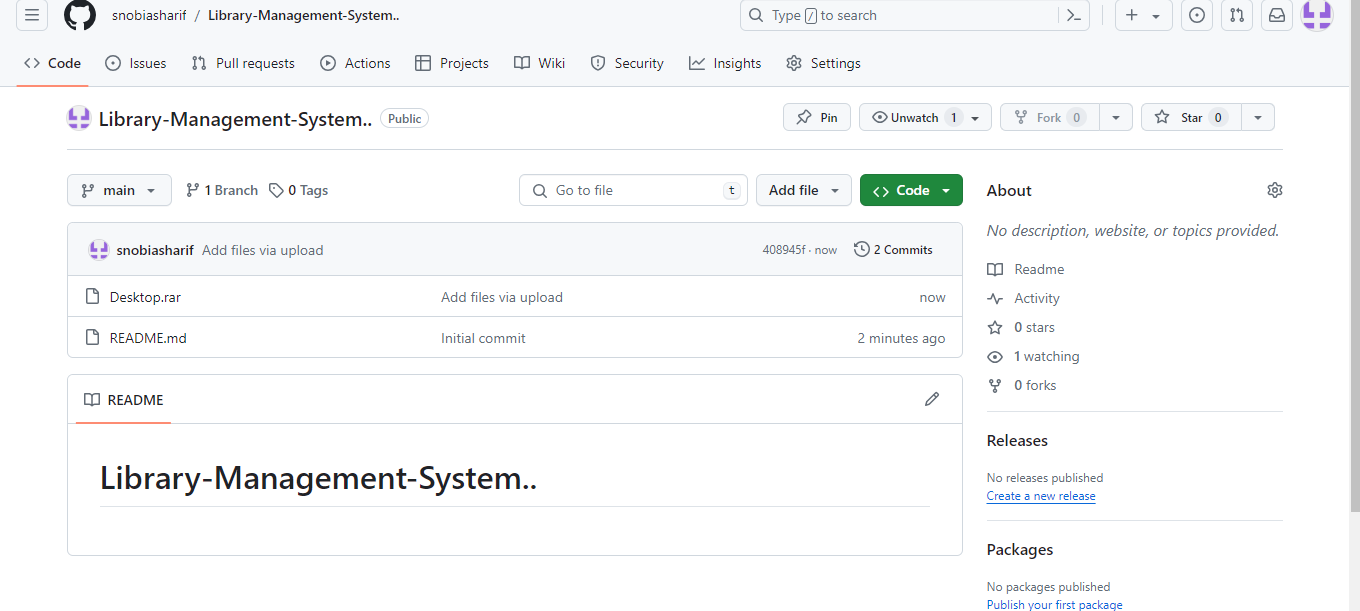 snobiasharif / Library-Management-System..
Type / to search
Code Issues Pull requests Actions Projects Wiki Security Insights Settings
Library-Management-System.. Public
Pin Unwatch 1 Fork 0 Star 0
main 1 Branch 0 Tags Go to file t Add file Code
snobiasharif Add files via upload 408945f · now 2 Commits
Desktop.rar Add files via upload now
README.md Initial commit 2 minutes ago
README
Library-Management-System..
About
No description, website, or topics provided.
Readme
Activity
0 stars
1 watching
0 forks
Releases
No releases published
Create a new release
Packages
No packages published
Publish your first package